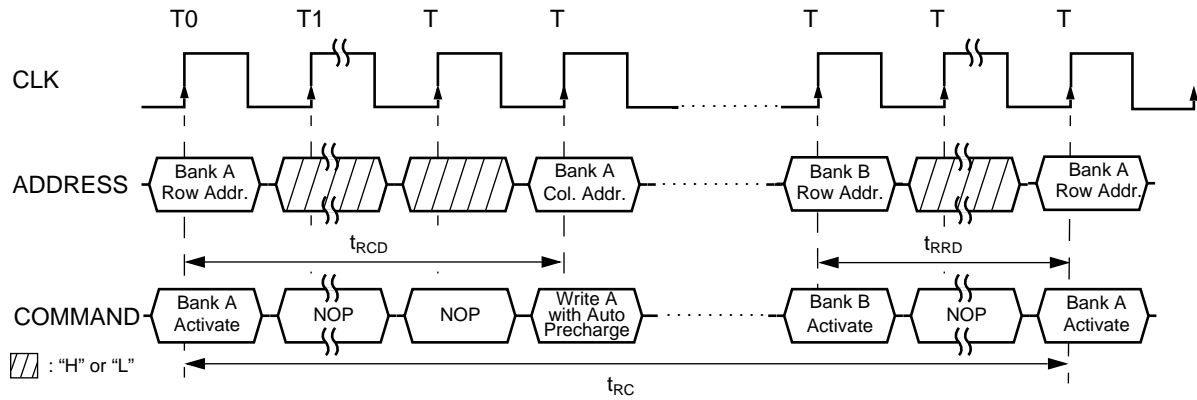 T0 T1 T T T T T
CLK
ADDRESS
Bank A
Row Addr.
Bank A
Col. Addr.
Bank B
Row Addr.
Bank A
Row Addr.
tRCD
tRRD
COMMAND
Bank A
Activate
NOP
NOP
Write A
with Auto
Precharge
Bank B
Activate
NOP
Bank A
Activate
: “H” or “L”
tRC